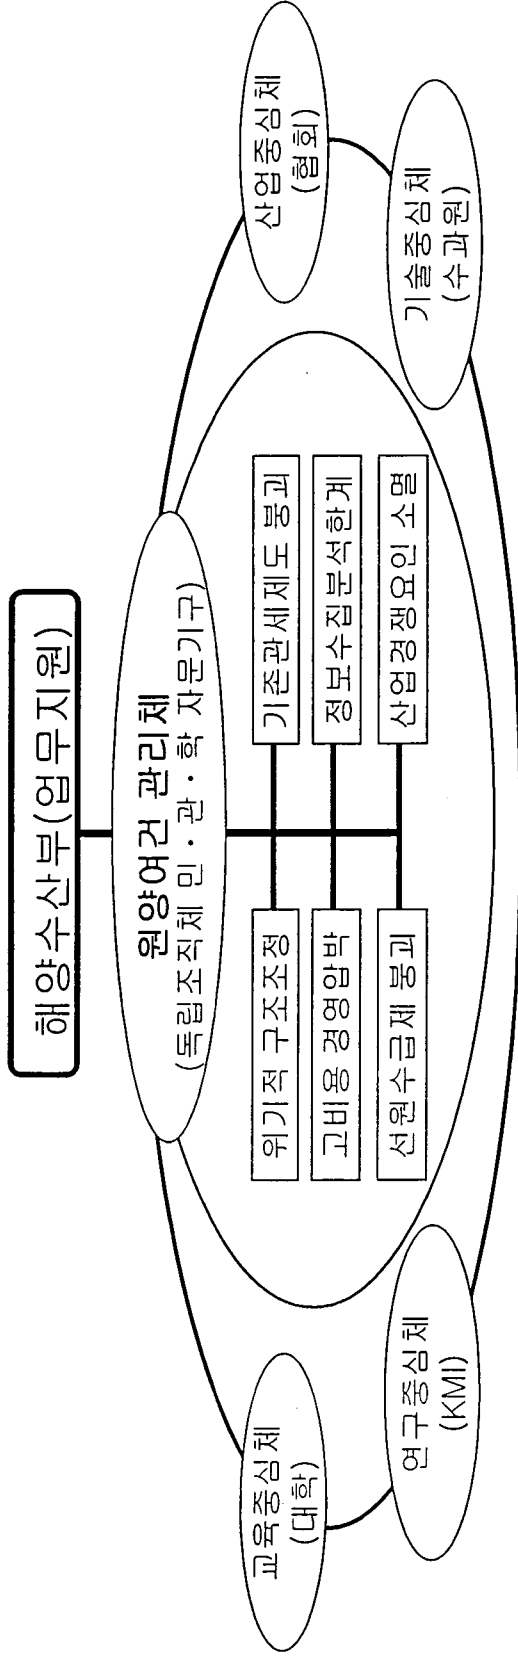 해양수산부(업무지원)
원양여건 관리체
(독립조직체 민·관·학 자문기구)
위기적 구조조정
기존관세제도 붕괴
고비용 경영압박
정보수집분석한계
선원수급제 붕괴
산업경쟁요인 소멸
교육중심체
(대학)
산업중심체
(협회)
연구중심체
(KMI)
기술중심체
(수과원)